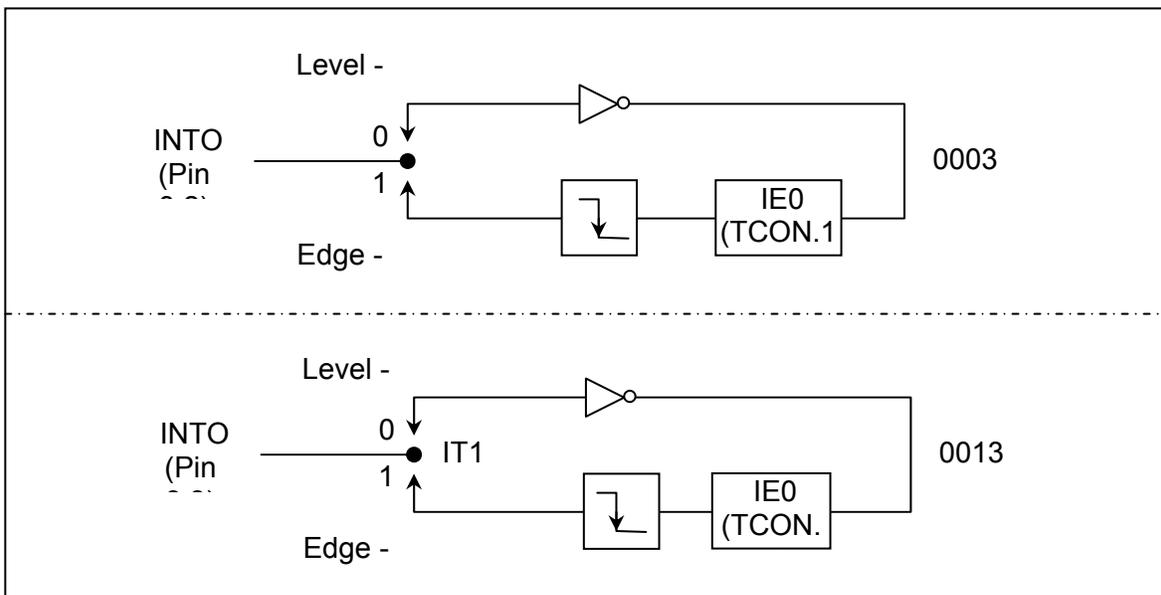 Level -
0
INTO
(Pin
1
0003
IE0
(TCON.1
Edge -
Level -
0
INTO
(Pin
IT1
1
0013
IE0
(TCON.
Edge -